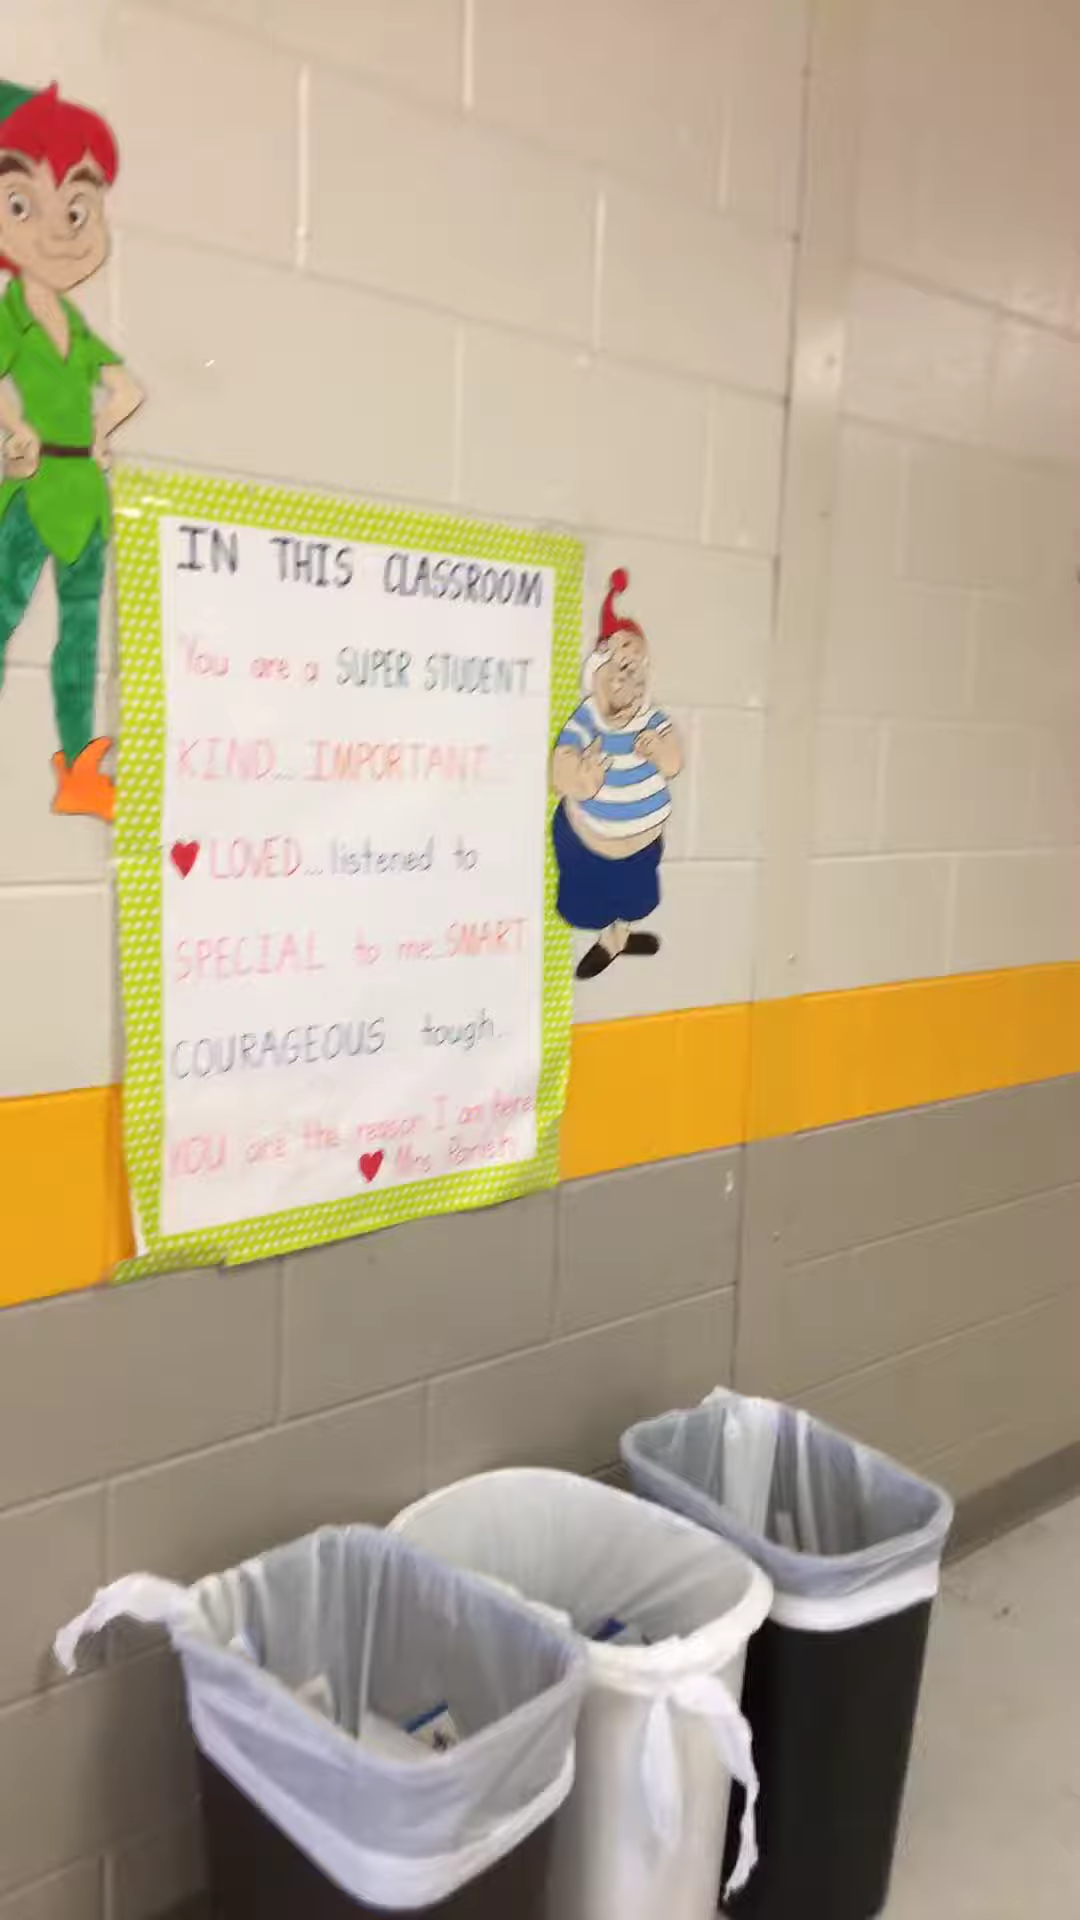 IN THIS CLASSROOM
You are a SUPER STUDENT
KIND... IMPORTANT...
LOVED... listened to
SPECIAL to me... SMART
COURAGEOUS tough...
YOU are the reason I am here
Mrs.